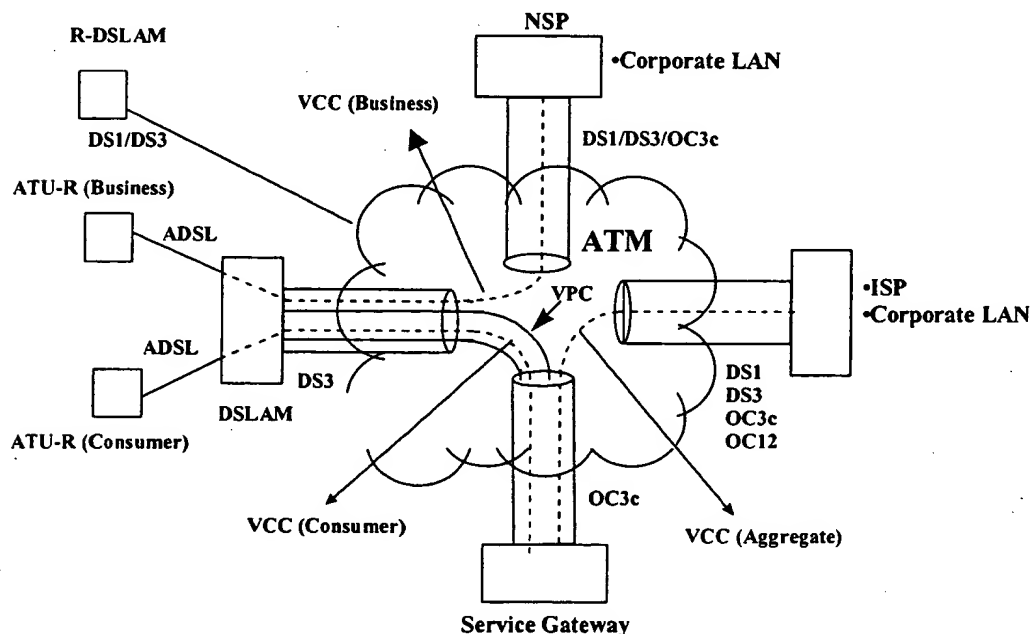 NSP
R-DSLAM
•Corporate LAN
VCC (Business)
DS1/DS3
DS1/DS3/OC3c
ATU-R (Business)
ADSL
ATM
VPC
•ISP
•Corporate LAN
ADSL
DS3
DS1
DS3
OC3c
OC12
DSLAM
ATU-R (Consumer)
OC3c
VCC (Consumer)
VCC (Aggregate)
Service Gateway